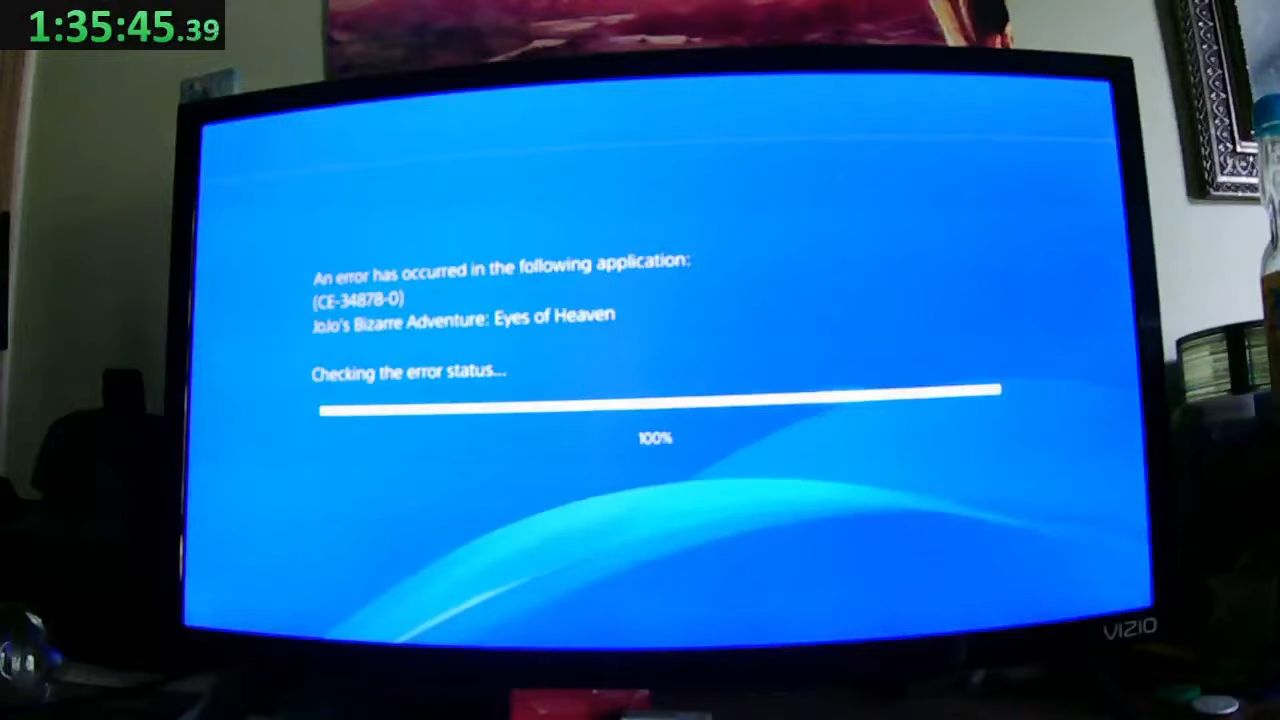 1:35:45.39
An error has occurred in the following application:
(CE-34878-0)
JoJo's Bizarre Adventure: Eyes of Heaven
Checking the error status...
100%
VIZIO